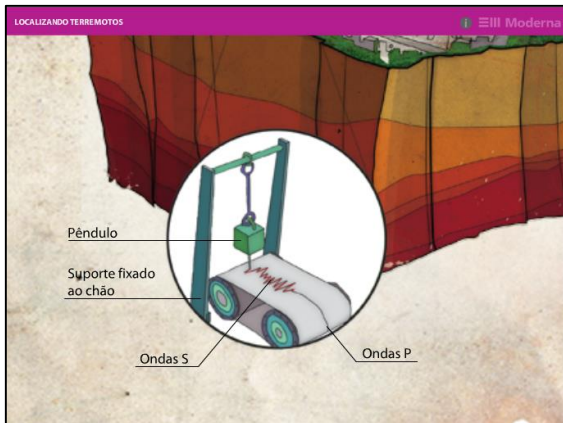 LOCALIZANDO TERREMOTOS
i
Moderna
Pêndulo
Suporte fixado
ao chão
Ondas S
Ondas P